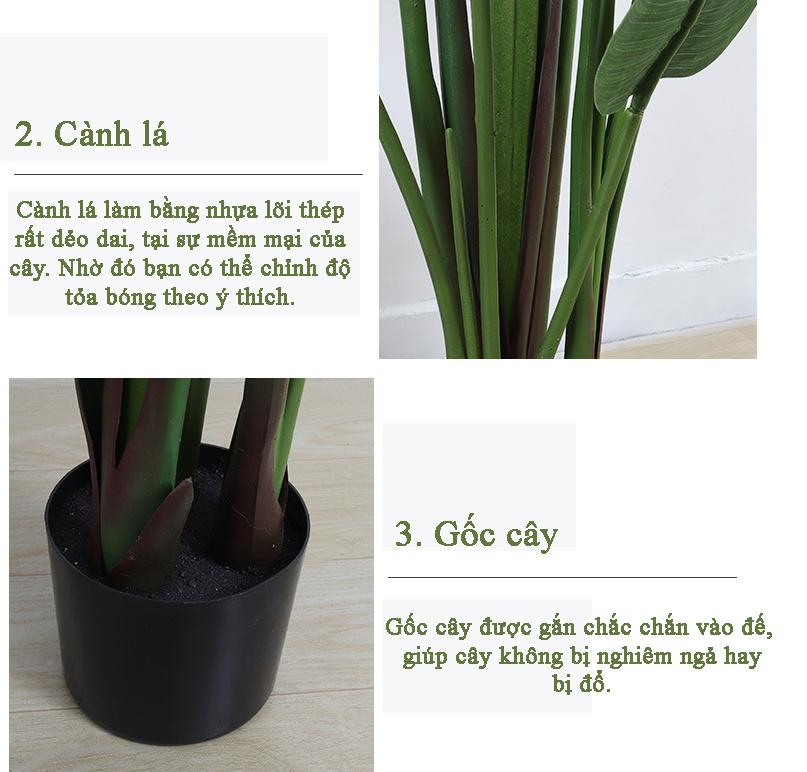 2. Cành lá
Cành lá làm bằng nhựa lõi thép
rất dẻo dai, tại sự mềm mại của
cây. Nhờ đó bạn có thể chỉnh độ
tỏa bóng theo ý thích.
3. Gốc cây
Gốc cây được gắn chắc chắn vào đế,
giúp cây không bị nghiêm ngả hay
bị đổ.